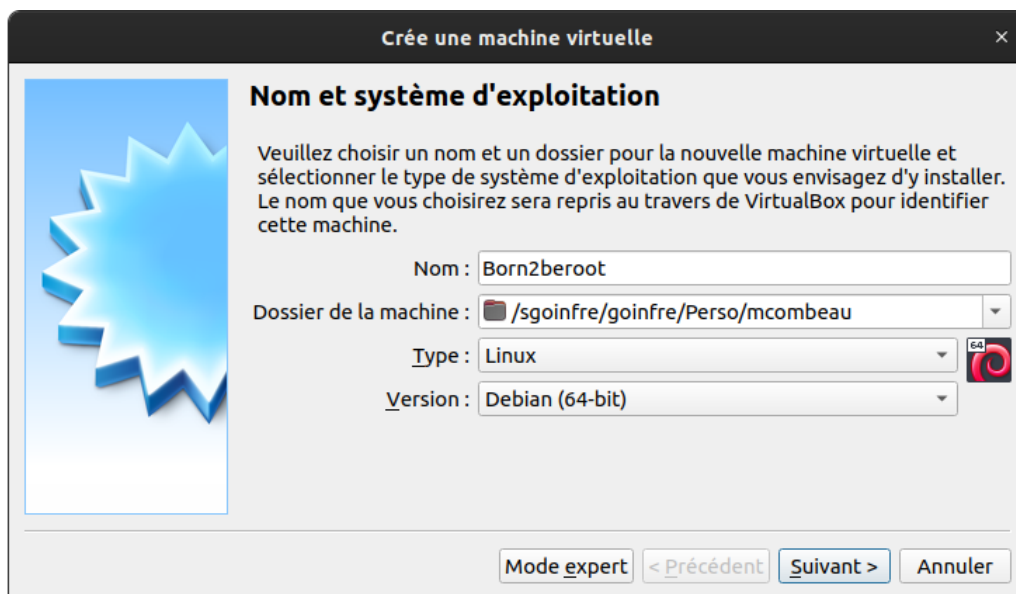 Crée une machine virtuelle
Nom et système d'exploitation
Veuillez choisir un nom et un dossier pour la nouvelle machine virtuelle et
sélectionner le type de système d'exploitation que vous envisagez d'y installer.
Le nom que vous choisirez sera repris au travers de VirtualBox pour identifier
cette machine.
Nom : Born2beroot
Dossier de la machine : /sgoinfre/goinfre/Perso/mcombeau
Type : Linux 64
Version : Debian (64-bit)
Mode expert < Précédent Suivant > Annuler